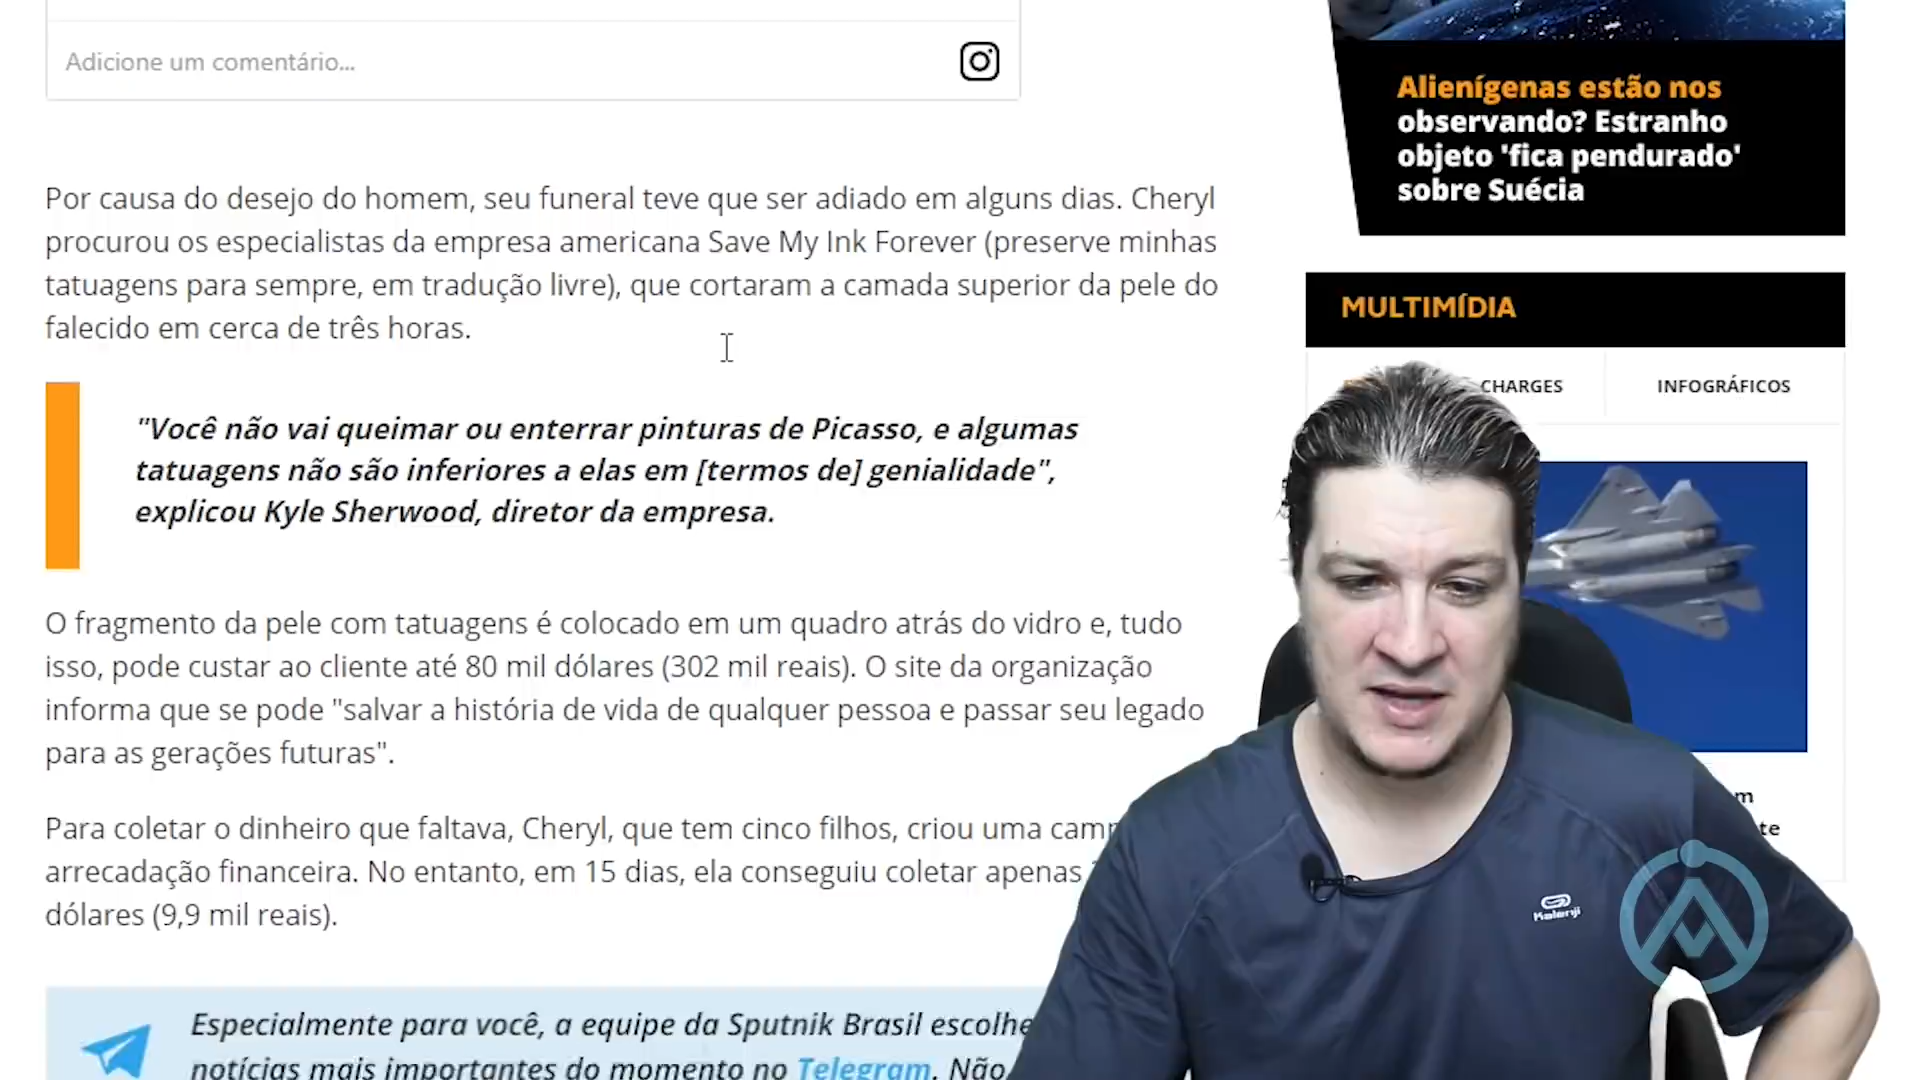 Adicione um comentário...
Por causa do desejo do homem, seu funeral teve que ser adiado em alguns dias. Cheryl
procurou os especialistas da empresa americana Save My Ink Forever (preserve minhas
tatuagens para sempre, em tradução livre), que cortaram a camada superior da pele do
falecido em cerca de três horas.
"Você não vai queimar ou enterrar pinturas de Picasso, e algumas
tatuagens não são inferiores a elas em [termos de] genialidade",
explicou Kyle Sherwood, diretor da empresa.
O fragmento da pele com tatuagens é colocado em um quadro atrás do vidro e, tudo
isso, pode custar ao cliente até 80 mil dólares (302 mil reais). O site da organização
informa que se pode "salvar a história de vida de qualquer pessoa e passar seu legado
para as gerações futuras".
Para coletar o dinheiro que faltava, Cheryl, que tem cinco filhos, criou uma
arrecadação financeira. No entanto, em 15 dias, ela conseguiu coletar apenas
dólares (9,9 mil reais).
Especialmente para você, a equipe da Sputnik Brasil escolhe
notícias mais importantes do momento no Telegram. Não
Alienígenas estão nos
observando? Estranho
objeto 'fica pendurado'
sobre Suécia
MULTIMÍDIA
CHARGES
INFOGRÁFICOS
Kalenji